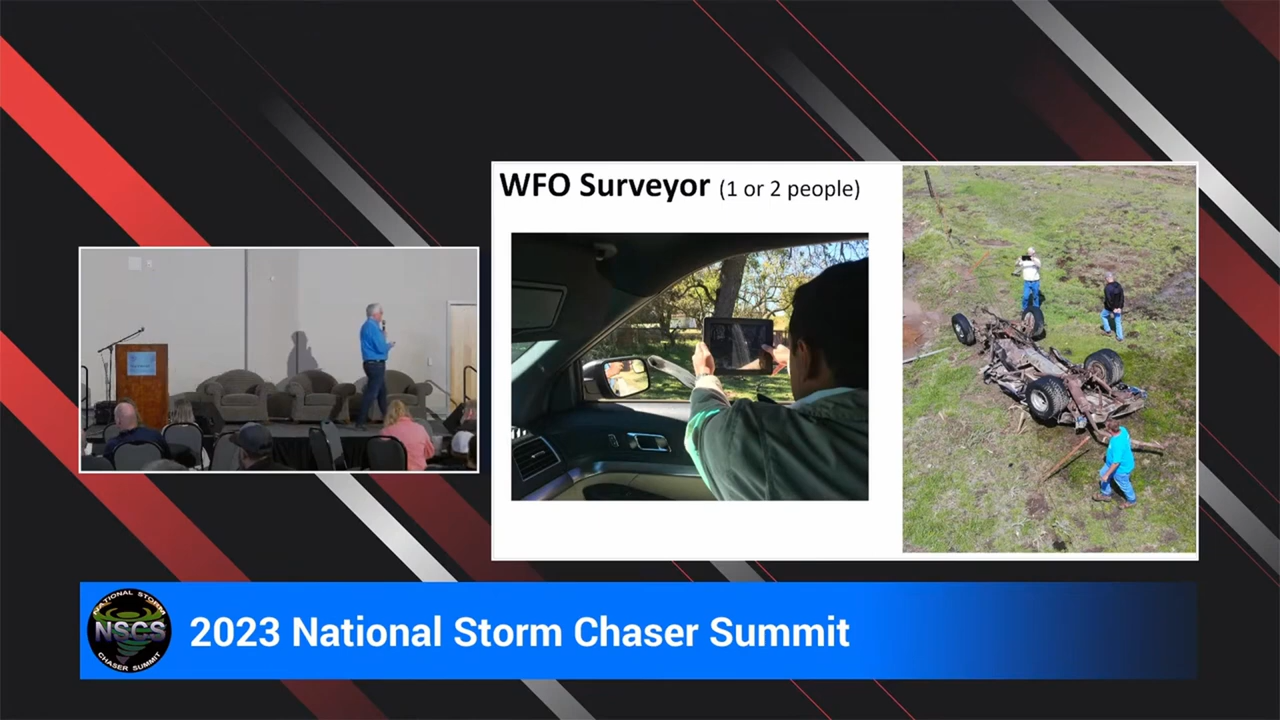 WFO Surveyor (1 or 2 people)
NATIONAL STORM
NSCS
CHASER SUMMIT
2023 National Storm Chaser Summit